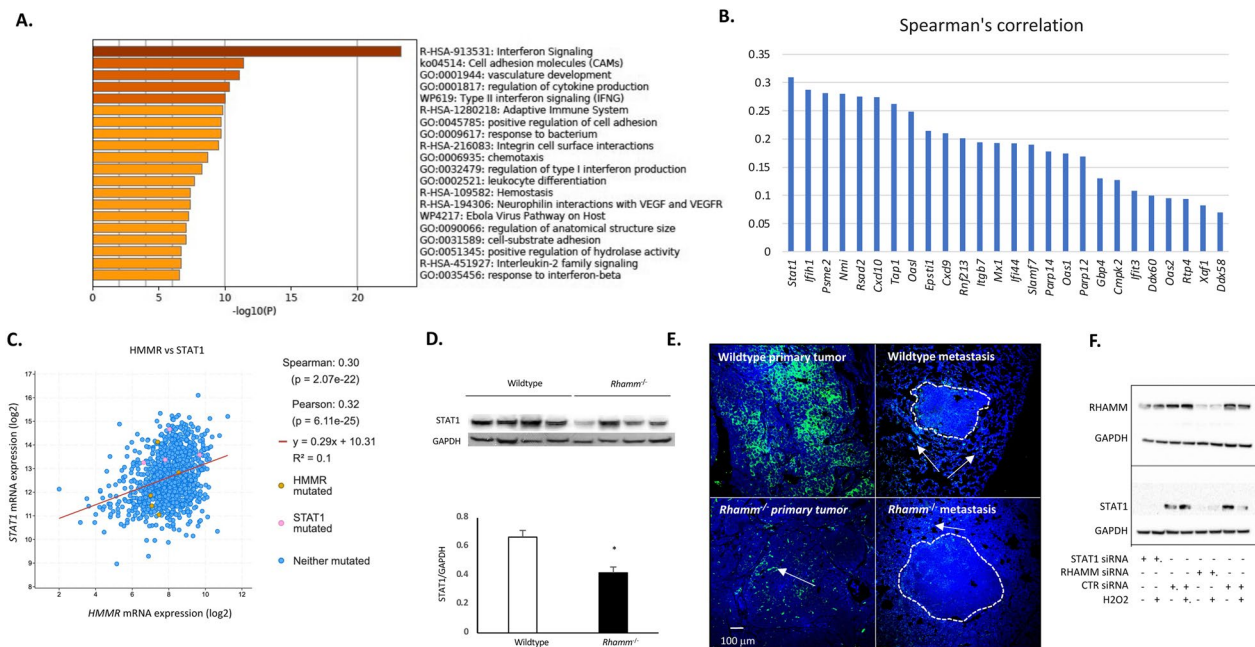 A.
R-HSA-913531: Interferon Signaling
ko04514: Cell adhesion molecules (CAMs)
GO:0001944: vasculature development
GO:0001817: regulation of cytokine production
WP619: Type II interferon signaling (IFNG)
R-HSA-1280218: Adaptive Immune System
GO:0045785: positive regulation of cell adhesion
GO:0009617: response to bacterium
R-HSA-216083: Integrin cell surface interactions
GO:0006935: chemotaxis
GO:0032479: regulation of type I interferon production
GO:0002521: leukocyte differentiation
R-HSA-109582: Hemostasis
R-HSA-194306: Neurophilin interactions with VEGF and VEGFR
WP4217: Ebola Virus Pathway on Host
GO:0090066: regulation of anatomical structure size
GO:0031589: cell-substrate adhesion
GO:0051345: positive regulation of hydrolase activity
R-HSA-451927: Interleukin-2 family signaling
GO:0035456: response to interferon-beta
0 5 10 20
-log10(P)
B.
Spearman's correlation
0.35
0.3
0.25
0.2
0.15
0.1
0.05
0
Stat1
Ifih1
Psme2
Nmi
Rsad2
Cxd10
Tap1
Oasl
Epsti1
Cxd9
Rnf213
Itgb7
Mx1
Ifi44
Slamf7
Parp14
Oas1
Parp12
Gbp4
Cmpk2
Ifit3
Ddx60
Oas2
Rtp4
Xaf1
Ddx58
C.
HMMR vs STAT1
STAT1 mRNA expression (log2)
17
16
15
14
13
12
11
10
9
8
2 4 6 8 10 12
HMMR mRNA expression (log2)
Spearman: 0.30
(p = 2.07e-22)
Pearson: 0.32
(p = 6.11e-25)
y = 0.29x + 10.31
R² = 0.1
HMMR
mutated
STAT1
mutated
Neither mutated
D.
Wildtype Rhamm-/-
STAT1
GAPDH
STAT1/GAPDH
0.8
0.6
0.4
0.2
0
*
Wildtype Rhamm-/-
E.
Wildtype primary tumor
Wildtype metastasis
Rhamm-/- primary tumor
Rhamm-/- metastasis
100 µm
F.
RHAMM
GAPDH
STAT1
GAPDH
STAT1 siRNA + +. - - - - - -
RHAMM siRNA - - - - + +. - -
CTR siRNA - - +. +. - - + +
H2O2 - + - + - + - +